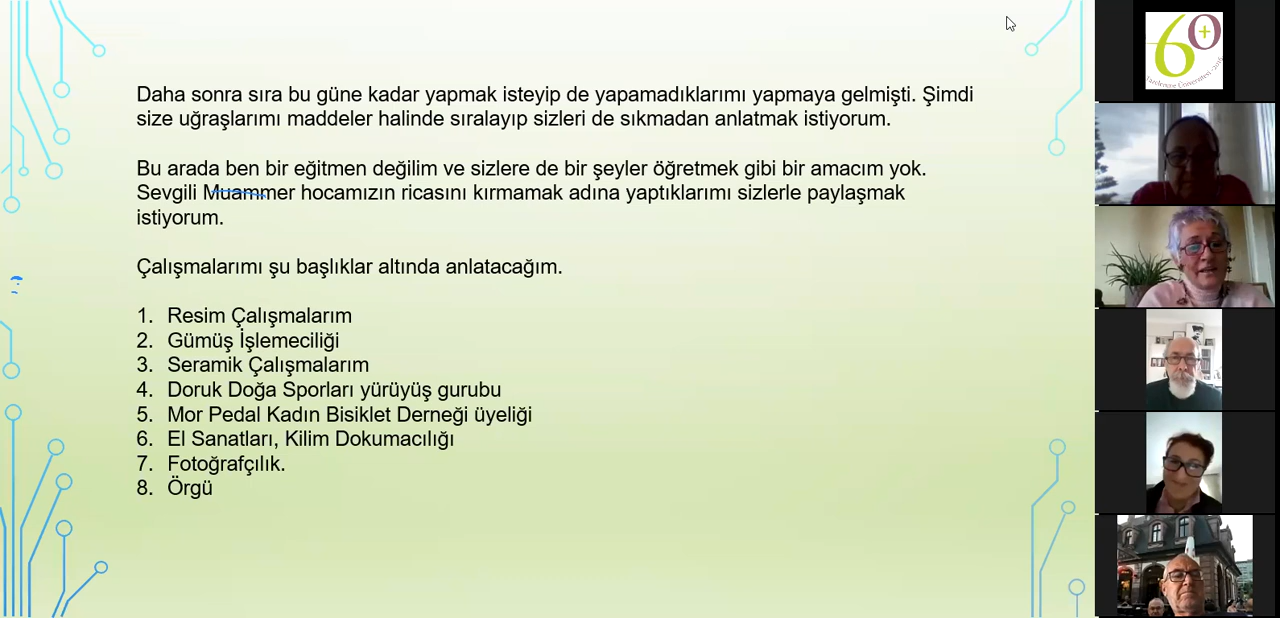 Daha sonra sıra bu güne kadar yapmak isteyip de yapamadıklarımı yapmaya gelmişti. Şimdi
size uğraşlarımı maddeler halinde sıralayıp sizleri de sıkmadan anlatmak istiyorum.
Bu arada ben bir eğitmen değilim ve sizlere de bir şeyler öğretmek gibi bir amacım yok.
Sevgili Muammer hocamızın ricasını kırmamak adına yaptıklarımı sizlerle paylaşmak
istiyorum.
Çalışmalarımı şu başlıklar altında anlatacağım.
1. Resim Çalışmalarım
2. Gümüş İşlemeciliği
3. Seramik Çalışmalarım
4. Doruk Doğa Sporları yürüyüş gurubu
5. Mor Pedal Kadın Bisiklet Derneği üyeliği
6. El Sanatları, Kilim Dokumacılığı
7. Fotoğrafçılık.
8. Örgü
60+